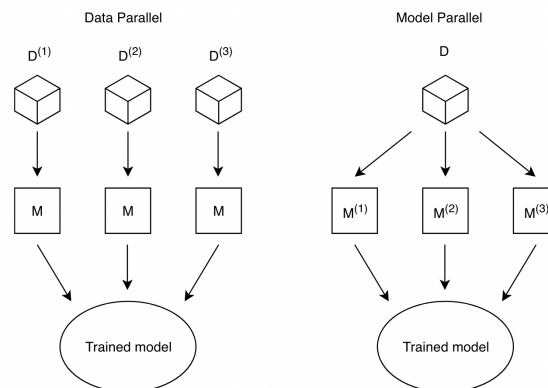 Data Parallel
D(1) D(2) D(3)
M M M
Trained model
Model Parallel
D
M(1) M(2) M(3)
Trained model